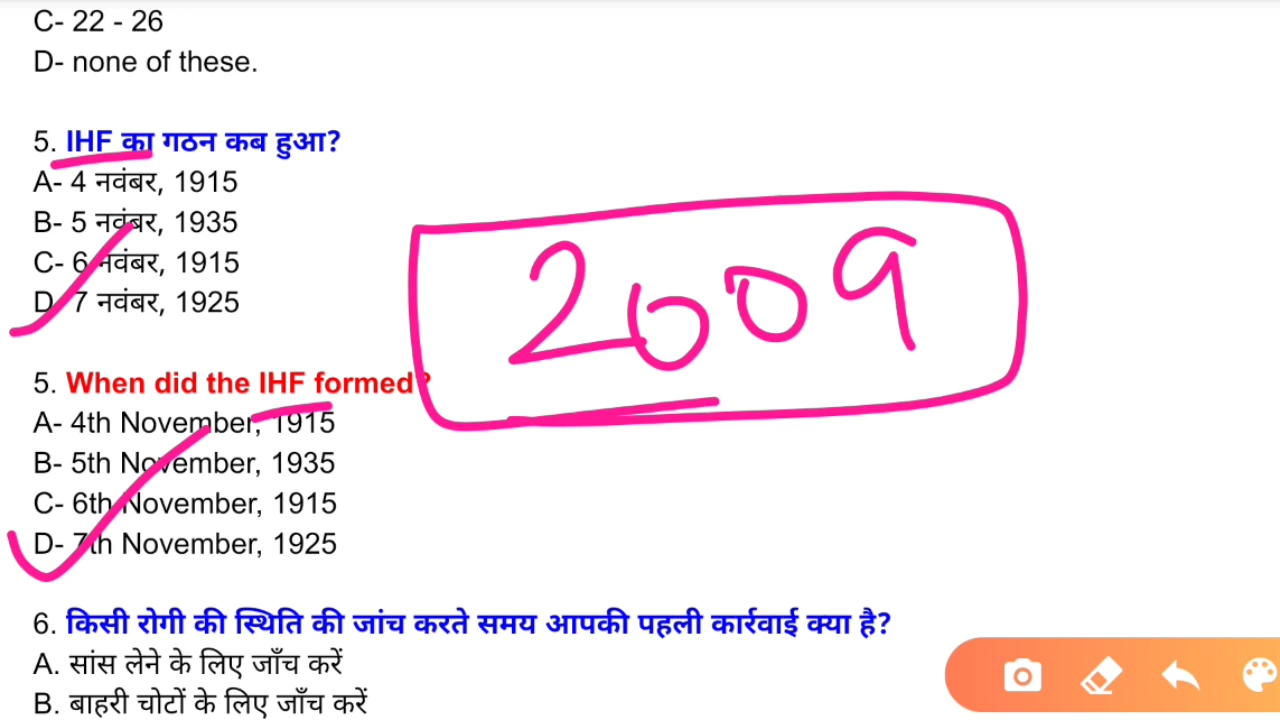 C- 22 - 26
D- none of these.
5. IHF का गठन कब हुआ?
A- 4 नवंबर, 1915
B- 5 नवंबर, 1935
C- 6 नवंबर, 1915
D 7 नवंबर, 1925
2009
5. When did the IHF formed?
A- 4th November, 1915
B- 5th November, 1935
C- 6th November, 1915
D- 7th November, 1925
6. किसी रोगी की स्थिति की जांच करते समय आपकी पहली कार्रवाई क्या है?
A. सांस लेने के लिए जाँच करें
B. बाहरी चोटों के लिए जाँच करें